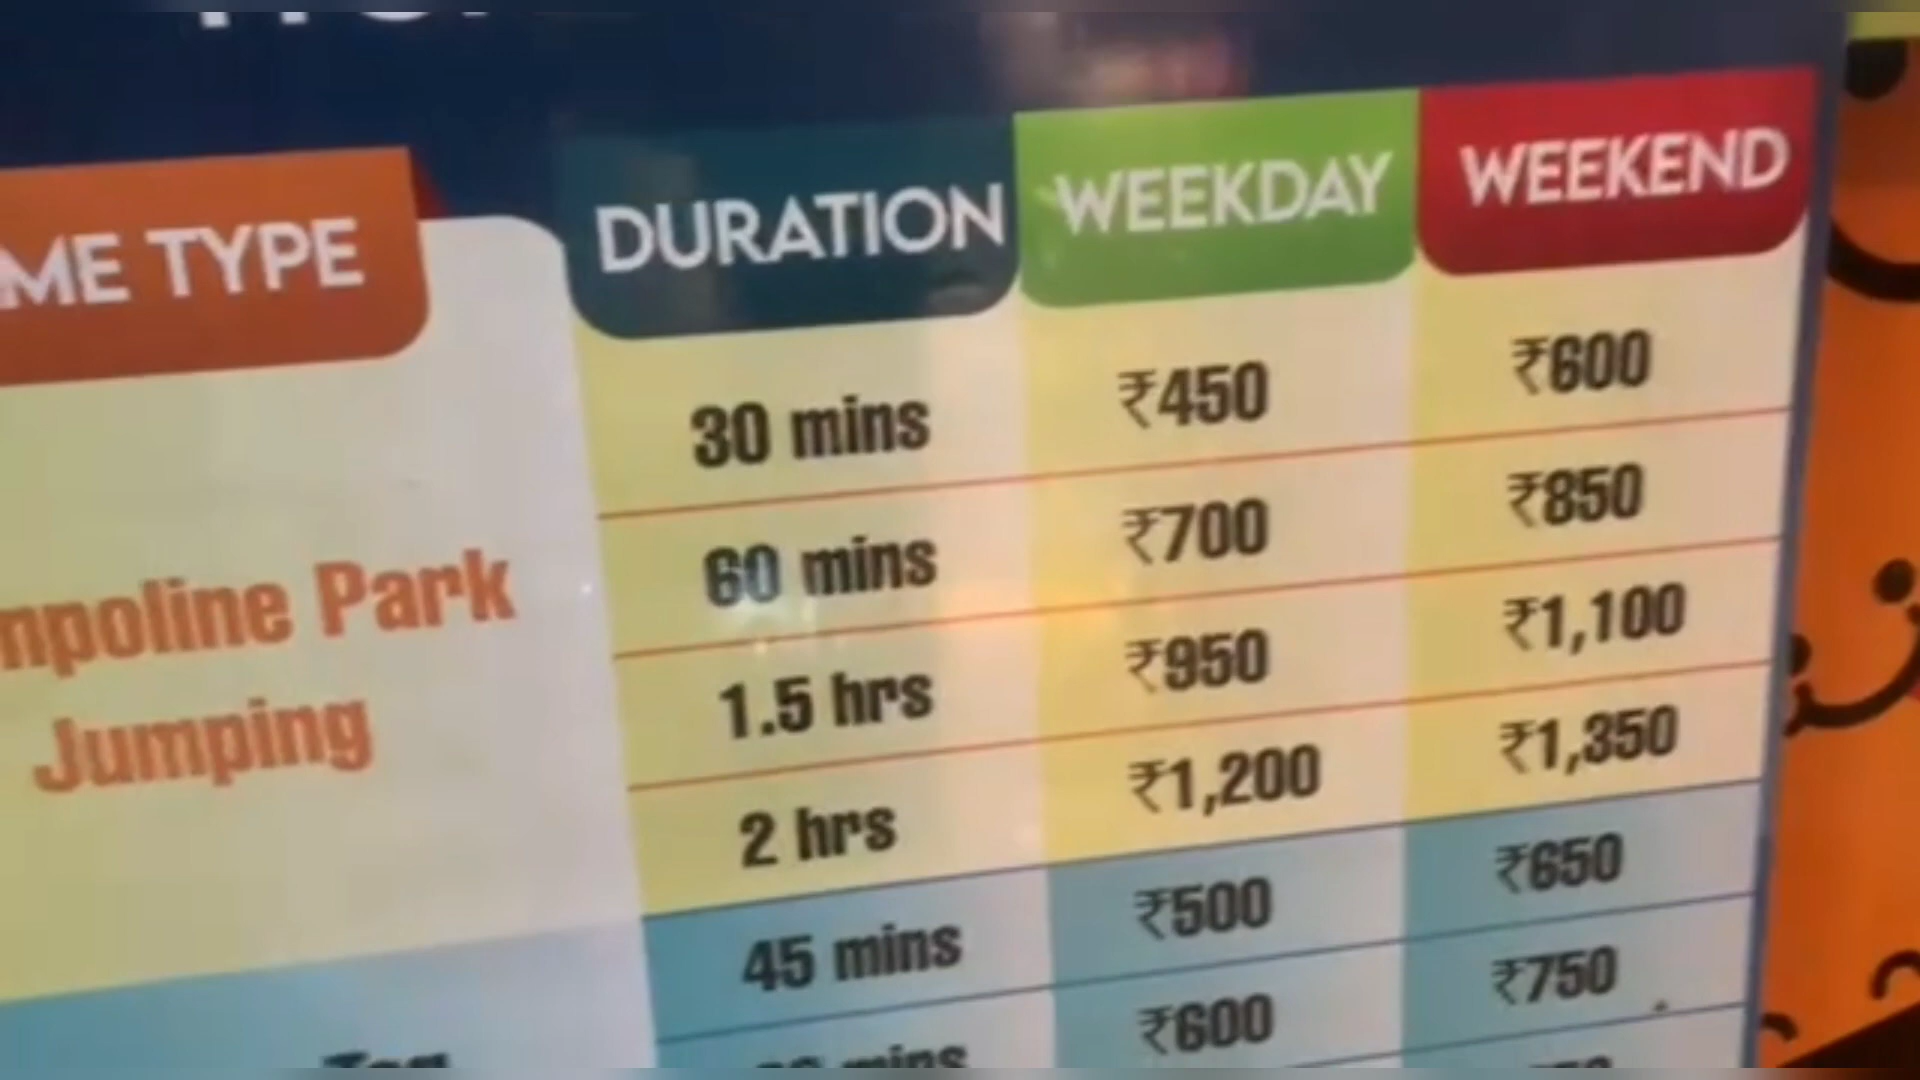 ME TYPE DURATION WEEKDAY WEEKEND
30 mins ₹450 ₹600
60 mins ₹700 ₹850
mpoline Park
1.5 hrs ₹950 ₹1,100
Jumping
2 hrs ₹1,200 ₹1,350
45 mins ₹500 ₹650
mins ₹600 ₹750